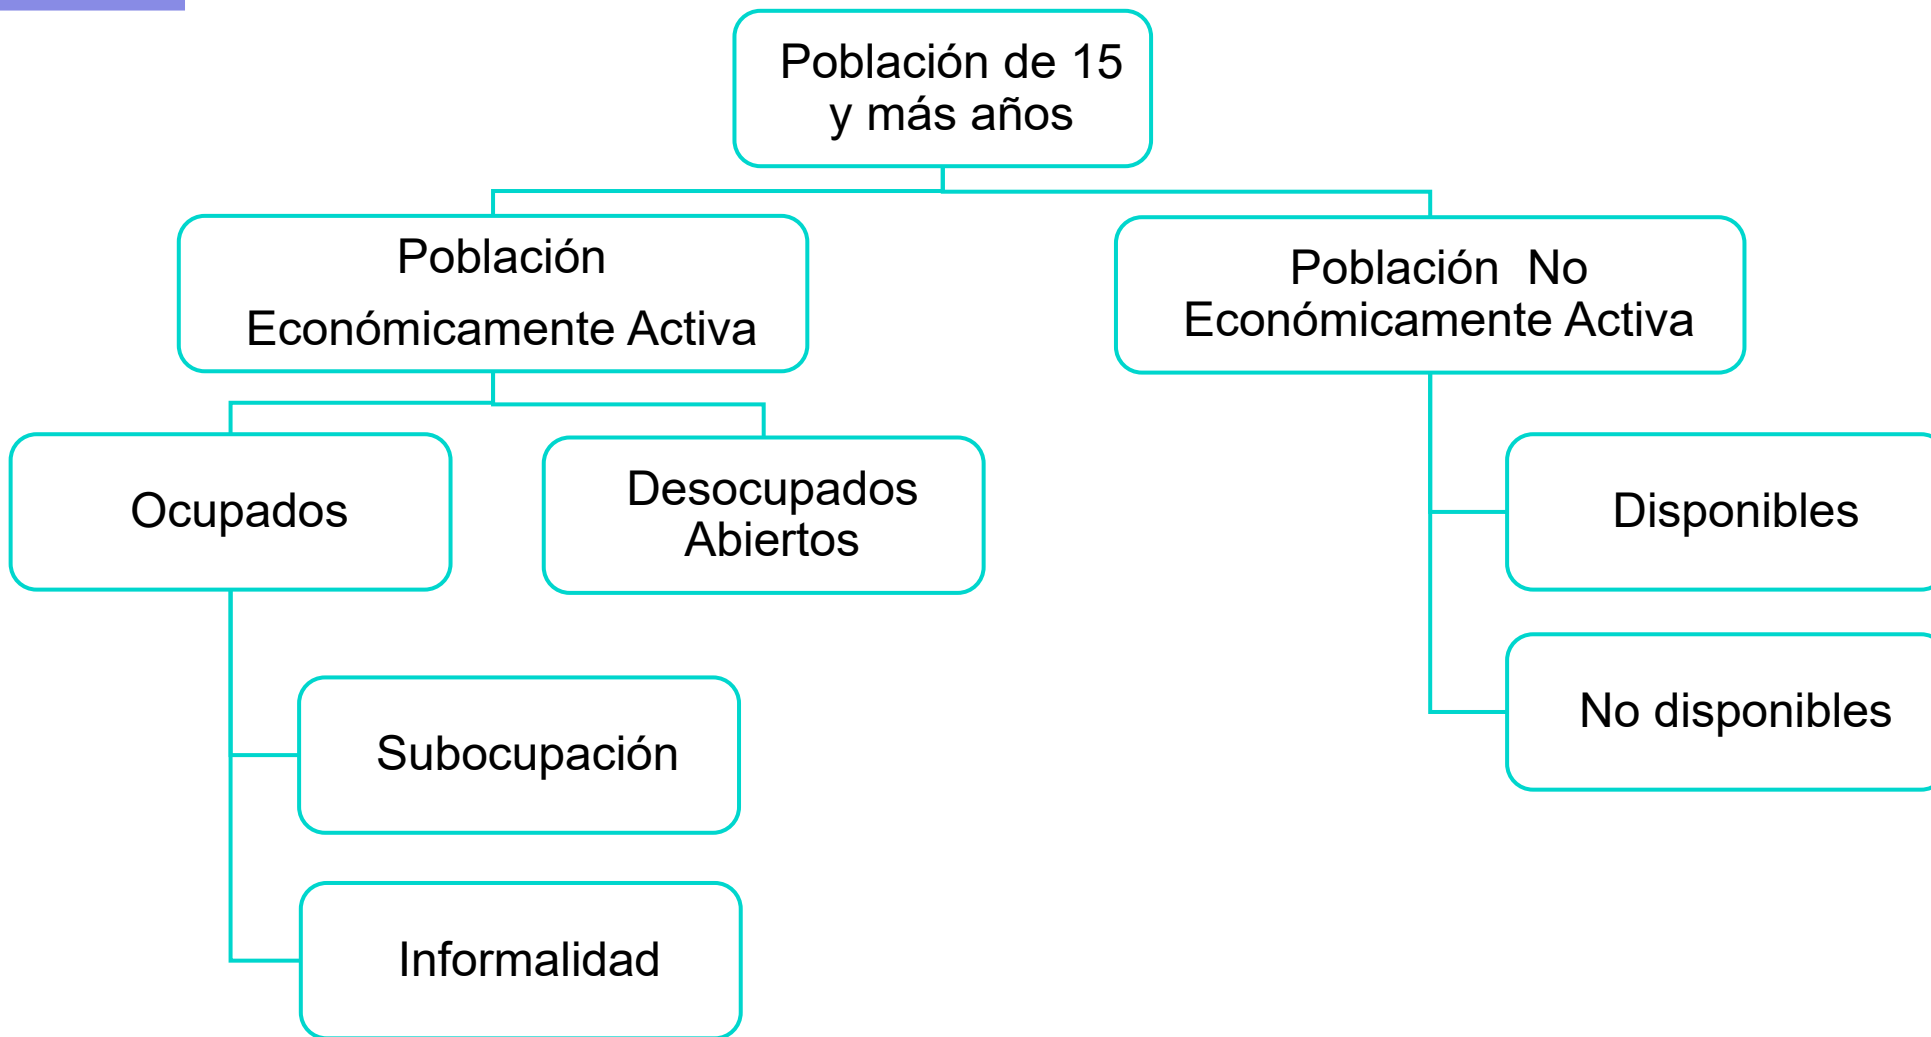 Población de 15
y más años
Población
Económicamente Activa
Población  No
Económicamente Activa
Ocupados
Desocupados
Abiertos
Disponibles
No disponibles
Subocupación
Informalidad